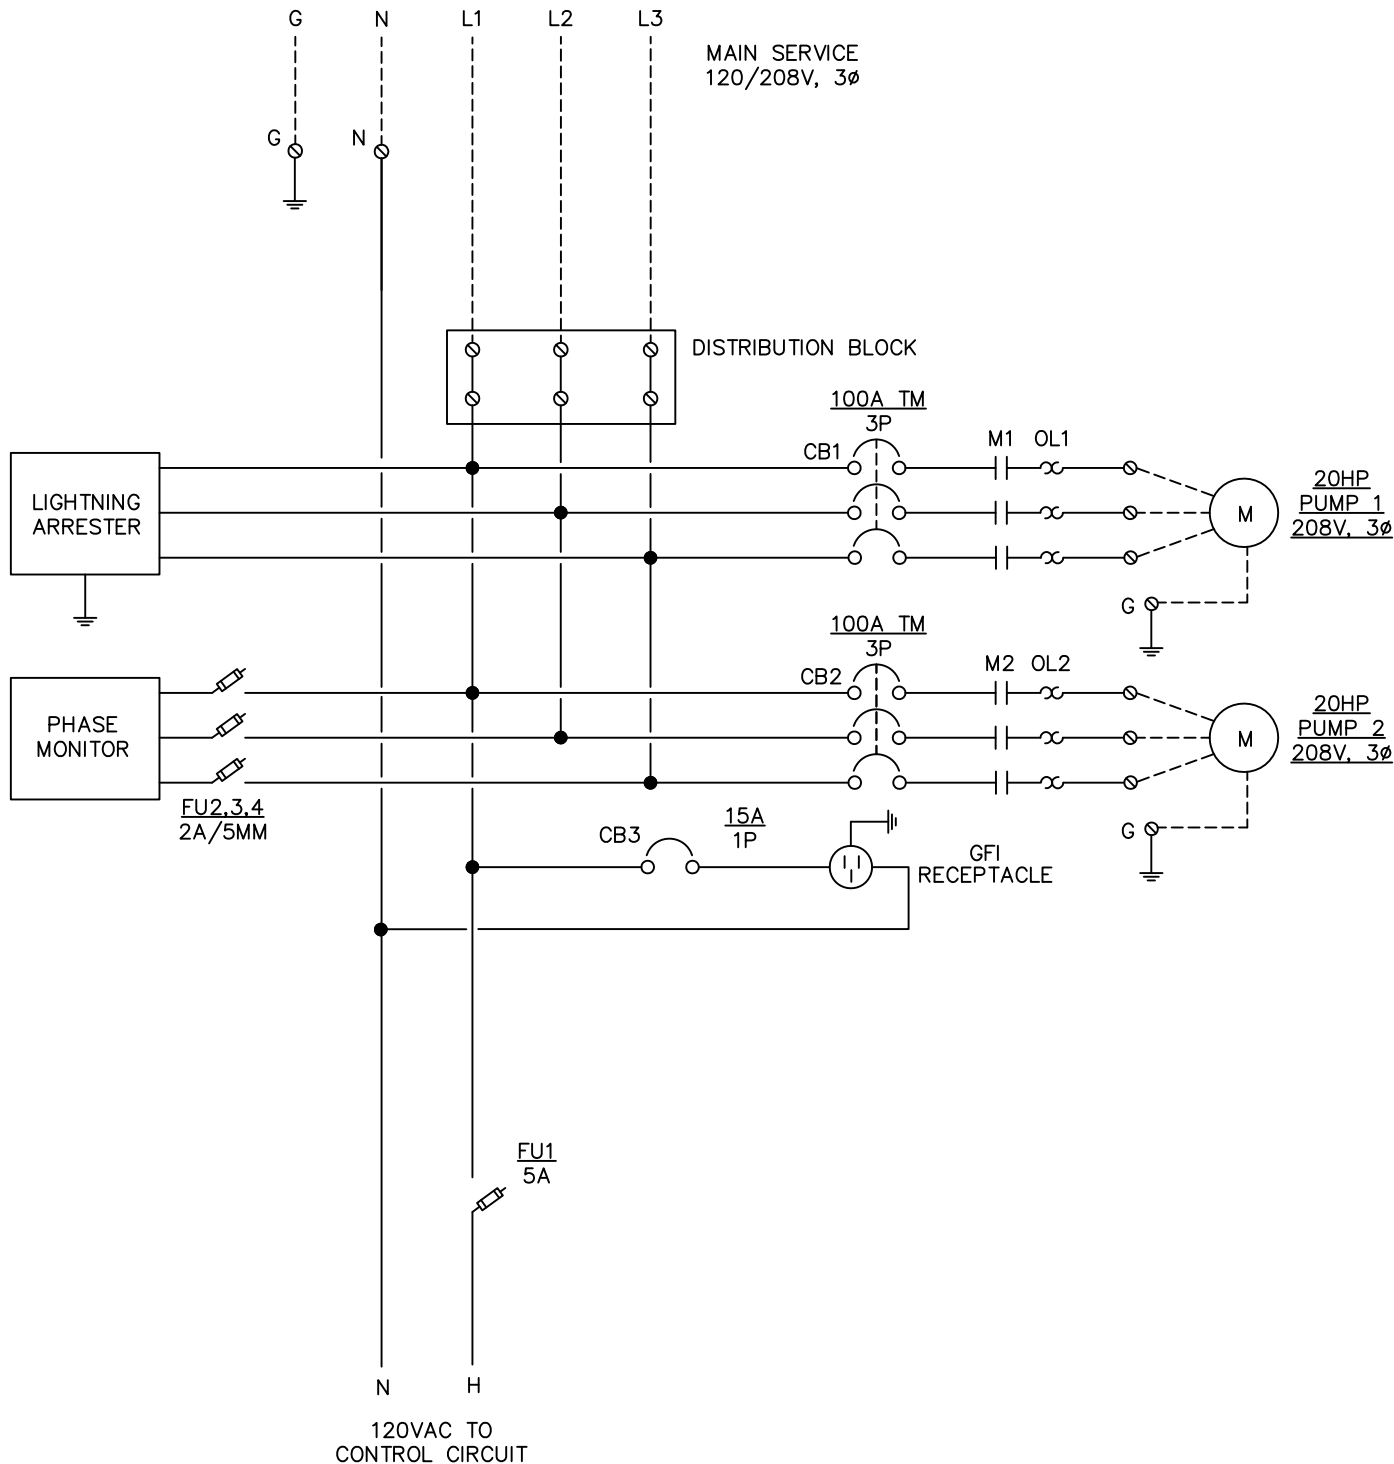 G N L1 L2 L3
MAIN SERVICE
120/208V, 3ø
G N
DISTRIBUTION BLOCK
100A TM
3P
CB1 M1 OL1
LIGHTNING
ARRESTER
20HP
PUMP 1
M
208V, 3ø
G
100A TM
3P
CB2 M2 OL2
PHASE
MONITOR
20HP
PUMP 2
M
208V, 3ø
FU2,3,4
2A/5MM
CB3
15A
1P
G
GFI
RECEPTACLE
FU1
5A
N H
120VAC TO
CONTROL CIRCUIT